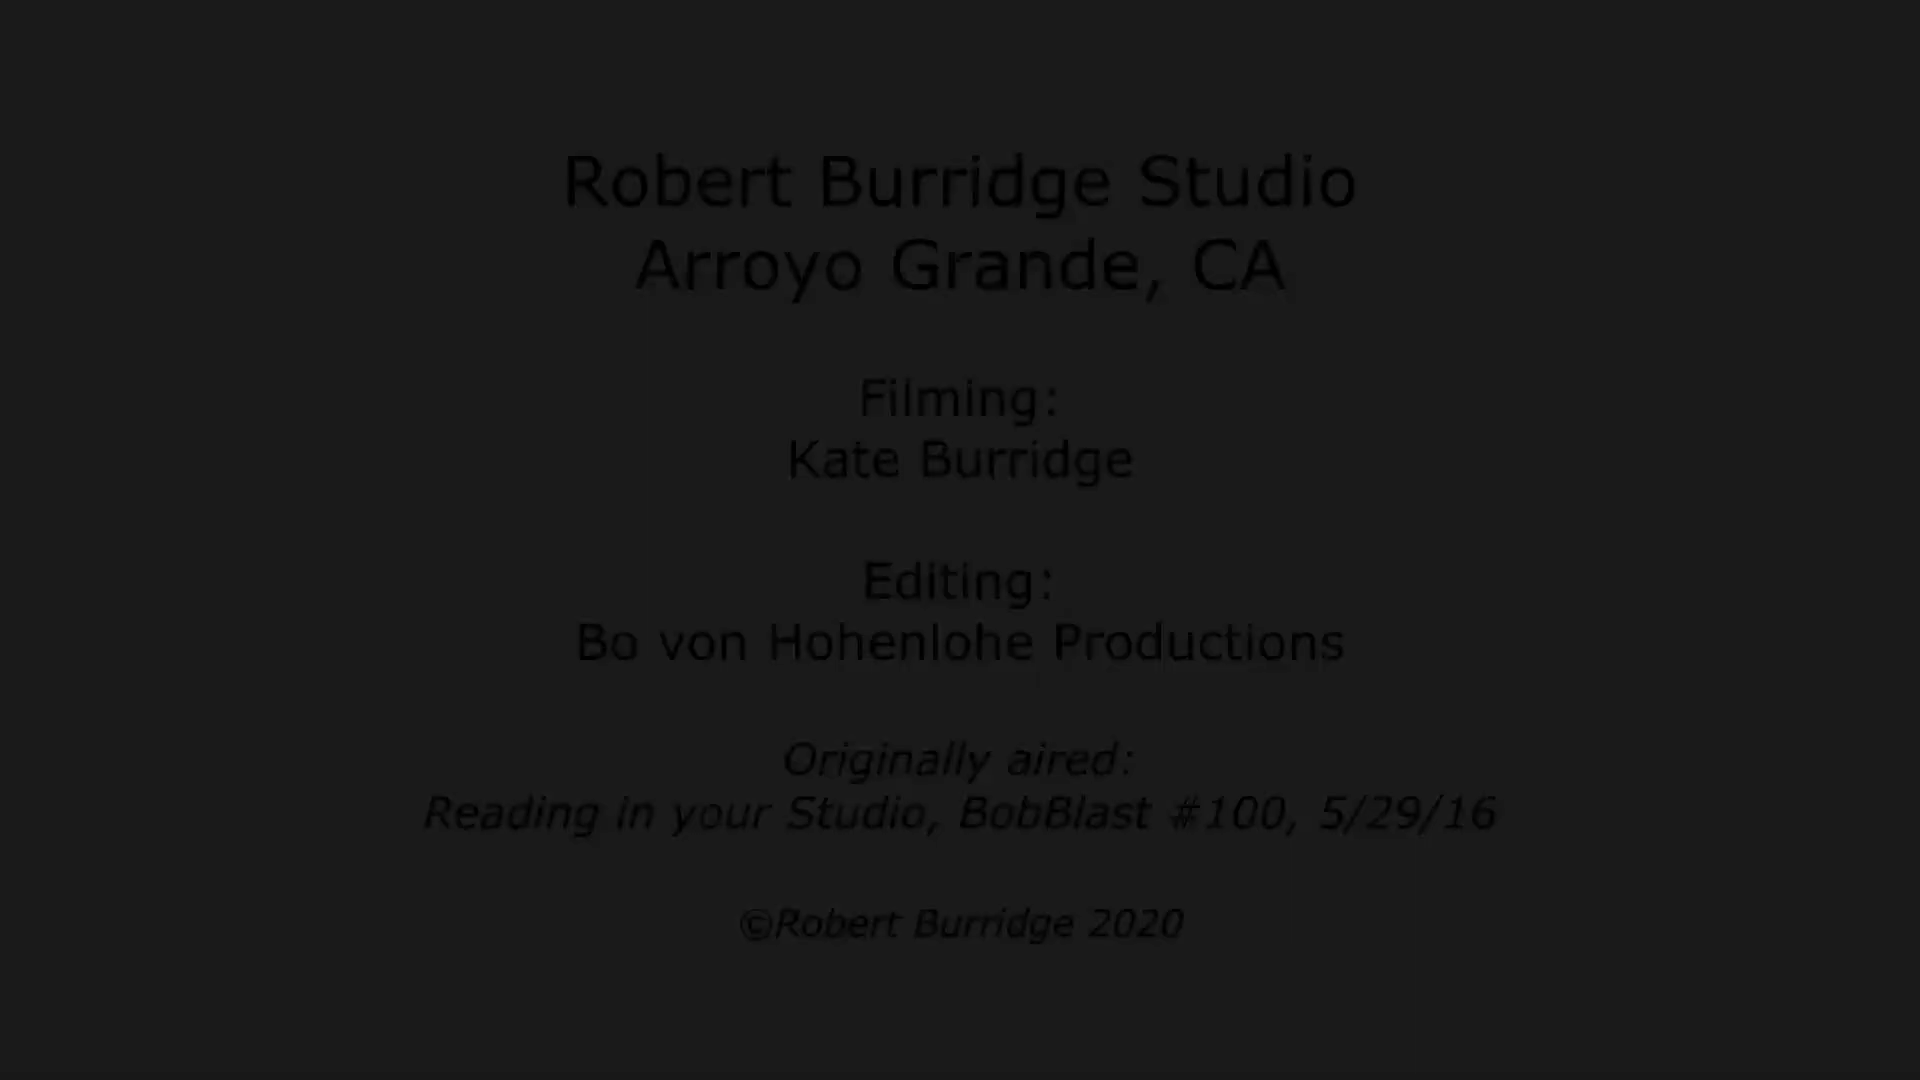 Robert Burridge Studio
Arroyo Grande, CA
Filming:
Kate Burridge
Editing:
Bo von Hohenlohe Productions
Originally aired:
Reading in your Studio, BobBlast #100, 5/29/16
©Robert Burridge 2020